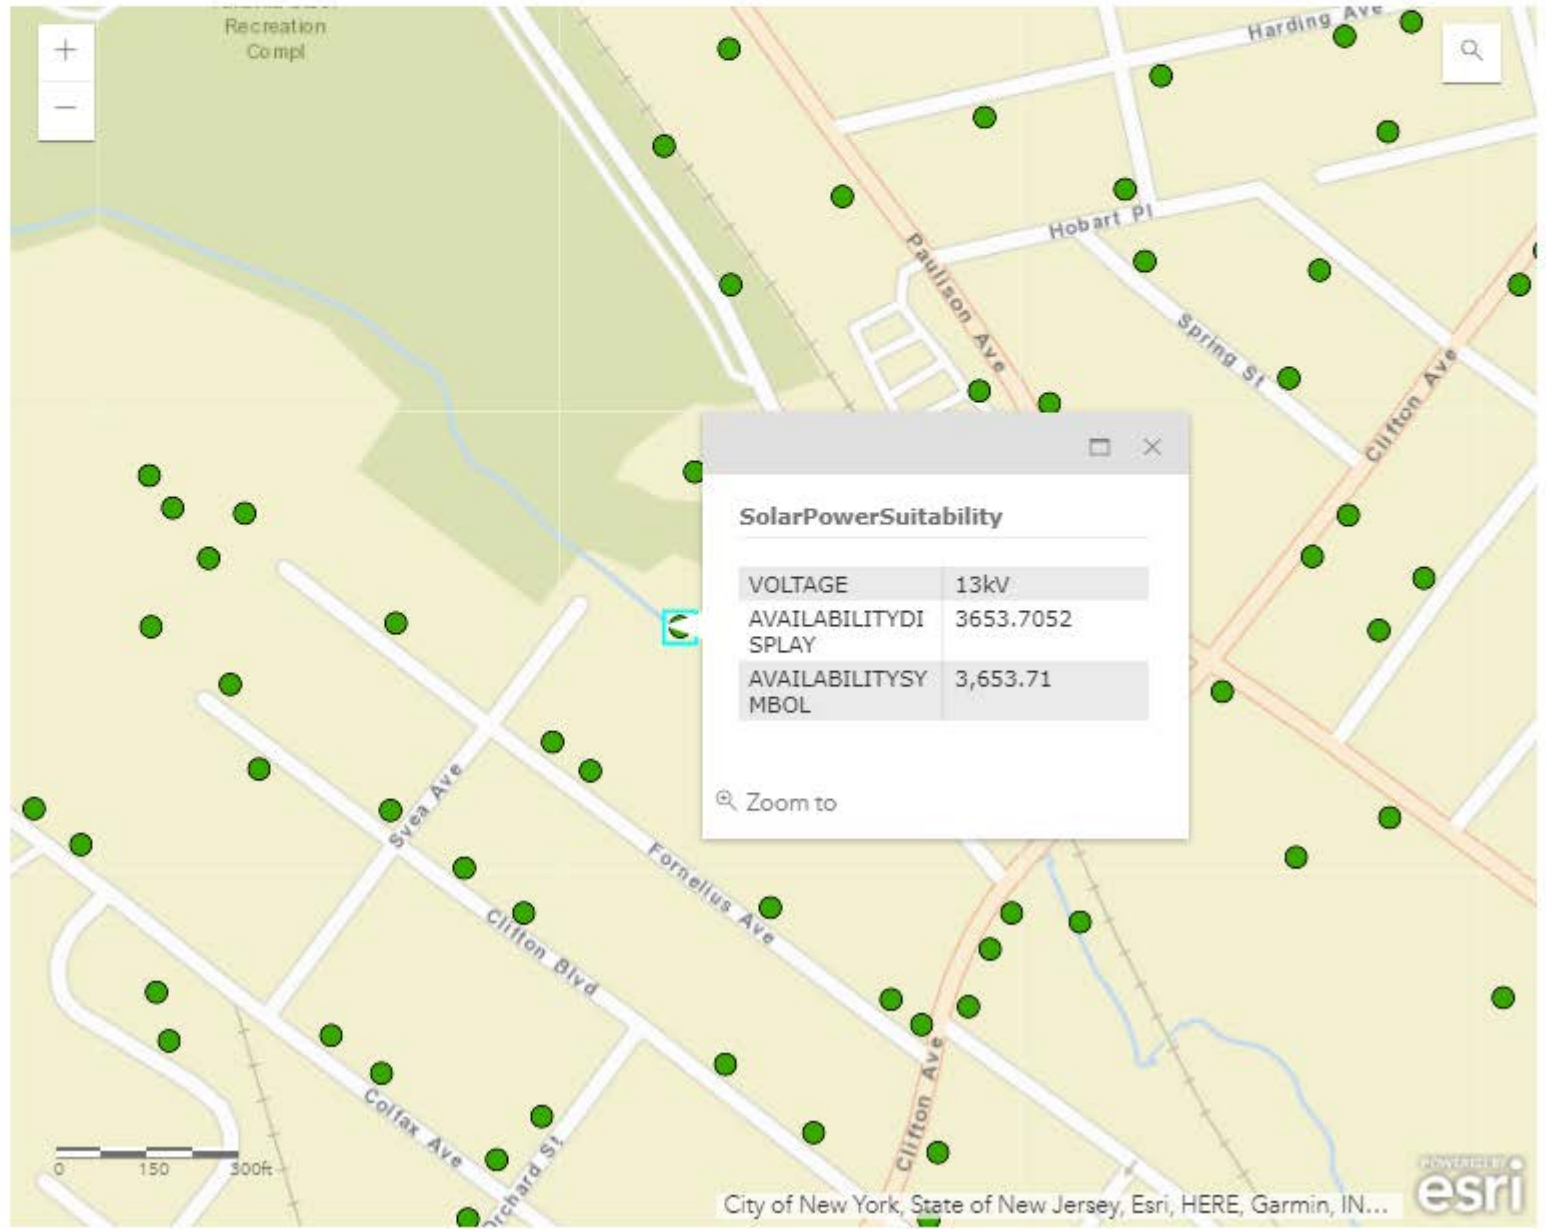 Recreation
Compl
+
−
Harding Ave
Hobart Pl
Paulison Ave
Spring St
Clifton Ave
SolarPowerSuitability
VOLTAGE 13kV
AVAILABILITYDI 3653.7052
SPLAY
AVAILABILITYSY 3,653.71
MBOL
Zoom to
Svea Ave
Fornelius Ave
Clifton Blvd
Colfax Ave
Orchard St
Clifton Ave
0 150 300ft
City of New York, State of New Jersey, Esri, HERE, Garmin, IN...
POWERED BY
esri